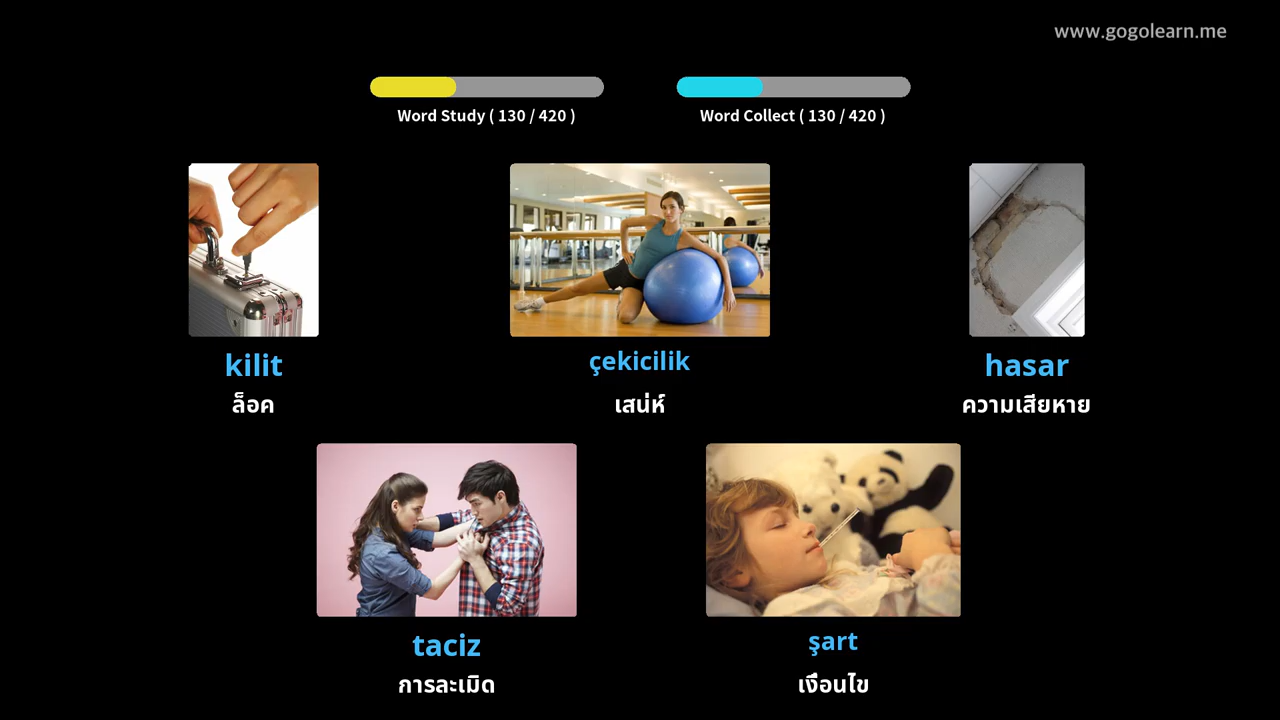 www.gogolearn.me
Word Study ( 130 / 420 )
Word Collect ( 130 / 420 )
kilit
ล็อค
çekicilik
เสน่ห์
hasar
ความเสียหาย
taciz
การละเมิด
şart
เงื่อนไข